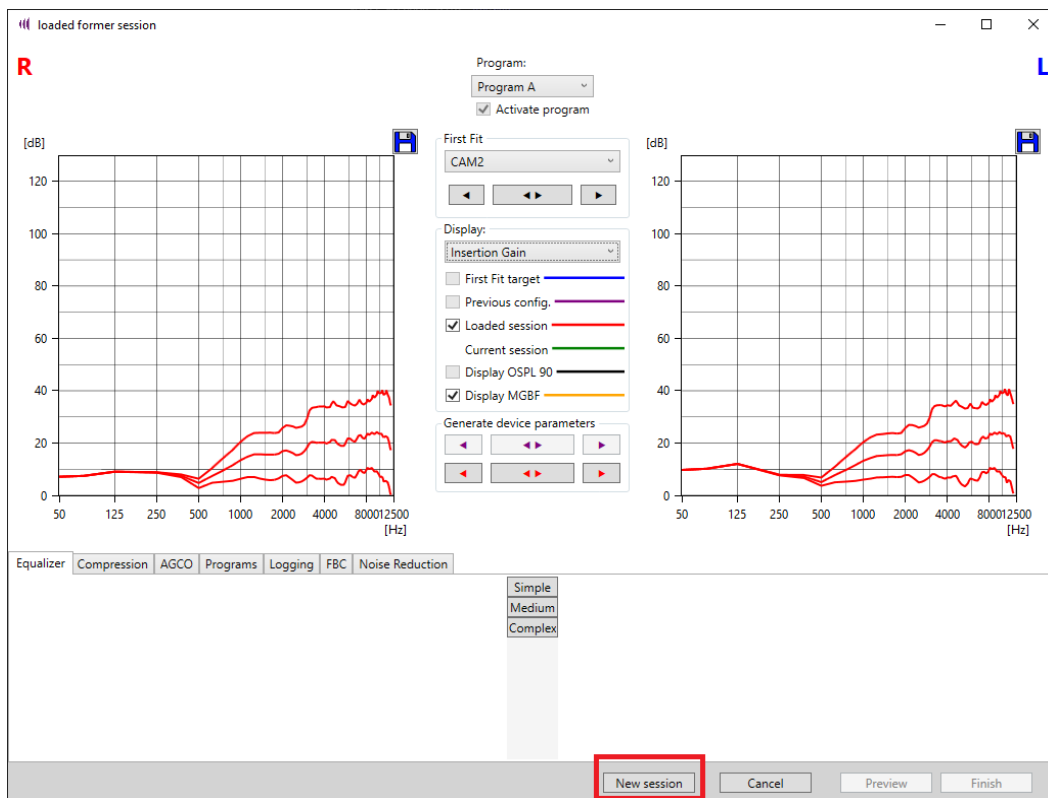 loaded former session
R
L
Program:
Program A
Activate program
[dB]
120
100
80
60
40
20
0
50 125 250 500 1000 2000 4000 8000 12500
[Hz]
First Fit
CAM2
Display:
Insertion Gain
First Fit target
Previous config.
Loaded session
Current session
Display OSPL 90
Display MGBF
Generate device parameters
[dB]
120
100
80
60
40
20
0
50 125 250 500 1000 2000 4000 8000 12500
[Hz]
Equalizer Compression AGCO Programs Logging FBC Noise Reduction
Simple
Medium
Complex
New session Cancel Preview Finish